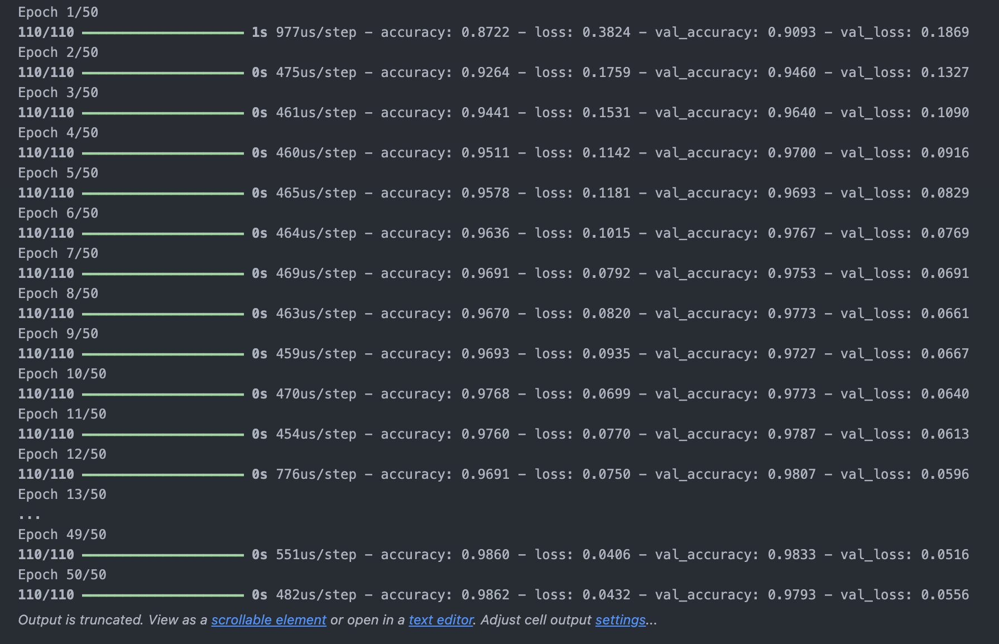 Epoch 1/50
110/110 ━━━━━━━━━━━━━━━━━━━━ 1s 977us/step - accuracy: 0.8722 - loss: 0.3824 - val_accuracy: 0.9093 - val_loss: 0.1869
Epoch 2/50
110/110 ━━━━━━━━━━━━━━━━━━━━ 0s 475us/step - accuracy: 0.9264 - loss: 0.1759 - val_accuracy: 0.9460 - val_loss: 0.1327
Epoch 3/50
110/110 ━━━━━━━━━━━━━━━━━━━━ 0s 461us/step - accuracy: 0.9441 - loss: 0.1531 - val_accuracy: 0.9640 - val_loss: 0.1090
Epoch 4/50
110/110 ━━━━━━━━━━━━━━━━━━━━ 0s 460us/step - accuracy: 0.9511 - loss: 0.1142 - val_accuracy: 0.9700 - val_loss: 0.0916
Epoch 5/50
110/110 ━━━━━━━━━━━━━━━━━━━━ 0s 465us/step - accuracy: 0.9578 - loss: 0.1181 - val_accuracy: 0.9693 - val_loss: 0.0829
Epoch 6/50
110/110 ━━━━━━━━━━━━━━━━━━━━ 0s 464us/step - accuracy: 0.9636 - loss: 0.1015 - val_accuracy: 0.9767 - val_loss: 0.0769
Epoch 7/50
110/110 ━━━━━━━━━━━━━━━━━━━━ 0s 469us/step - accuracy: 0.9691 - loss: 0.0792 - val_accuracy: 0.9753 - val_loss: 0.0691
Epoch 8/50
110/110 ━━━━━━━━━━━━━━━━━━━━ 0s 463us/step - accuracy: 0.9670 - loss: 0.0820 - val_accuracy: 0.9773 - val_loss: 0.0661
Epoch 9/50
110/110 ━━━━━━━━━━━━━━━━━━━━ 0s 459us/step - accuracy: 0.9693 - loss: 0.0935 - val_accuracy: 0.9727 - val_loss: 0.0667
Epoch 10/50
110/110 ━━━━━━━━━━━━━━━━━━━━ 0s 470us/step - accuracy: 0.9768 - loss: 0.0699 - val_accuracy: 0.9773 - val_loss: 0.0640
Epoch 11/50
110/110 ━━━━━━━━━━━━━━━━━━━━ 0s 454us/step - accuracy: 0.9760 - loss: 0.0770 - val_accuracy: 0.9787 - val_loss: 0.0613
Epoch 12/50
110/110 ━━━━━━━━━━━━━━━━━━━━ 0s 776us/step - accuracy: 0.9691 - loss: 0.0750 - val_accuracy: 0.9807 - val_loss: 0.0596
Epoch 13/50
...
Epoch 49/50
110/110 ━━━━━━━━━━━━━━━━━━━━ 0s 551us/step - accuracy: 0.9860 - loss: 0.0406 - val_accuracy: 0.9833 - val_loss: 0.0516
Epoch 50/50
110/110 ━━━━━━━━━━━━━━━━━━━━ 0s 482us/step - accuracy: 0.9862 - loss: 0.0432 - val_accuracy: 0.9793 - val_loss: 0.0556
Output is truncated. View as a scrollable element or open in a text editor. Adjust cell output settings...